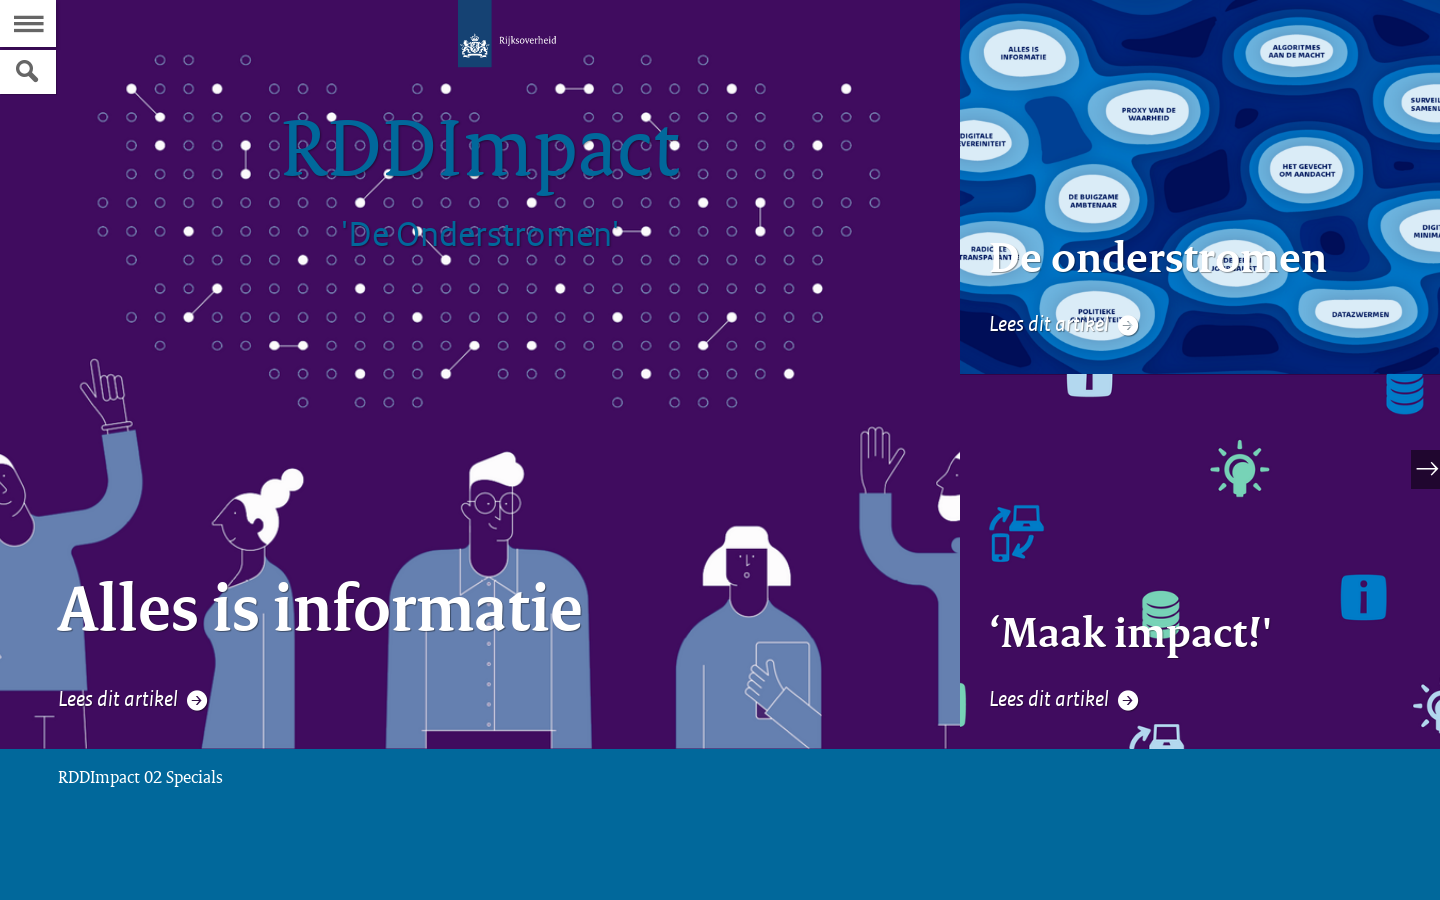 Rijksoverheid
RDDImpact
'De Onderstromen'
Alles is informatie
Lees dit artikel
ALLES IS
INFORMATIE
ALGORITMES
AAN DE MACHT
PROXY VAN DE
WAARHEID
DIGITALE
HET GEVECHT
OM AANDACHT
DE BUIGZAME
AMBTENAAR
De onderstromen
POLITIEKE
DATAZWERMEN
Lees dit artikel
‘Maak impact!'
Lees dit artikel
RDDImpact 02 Specials